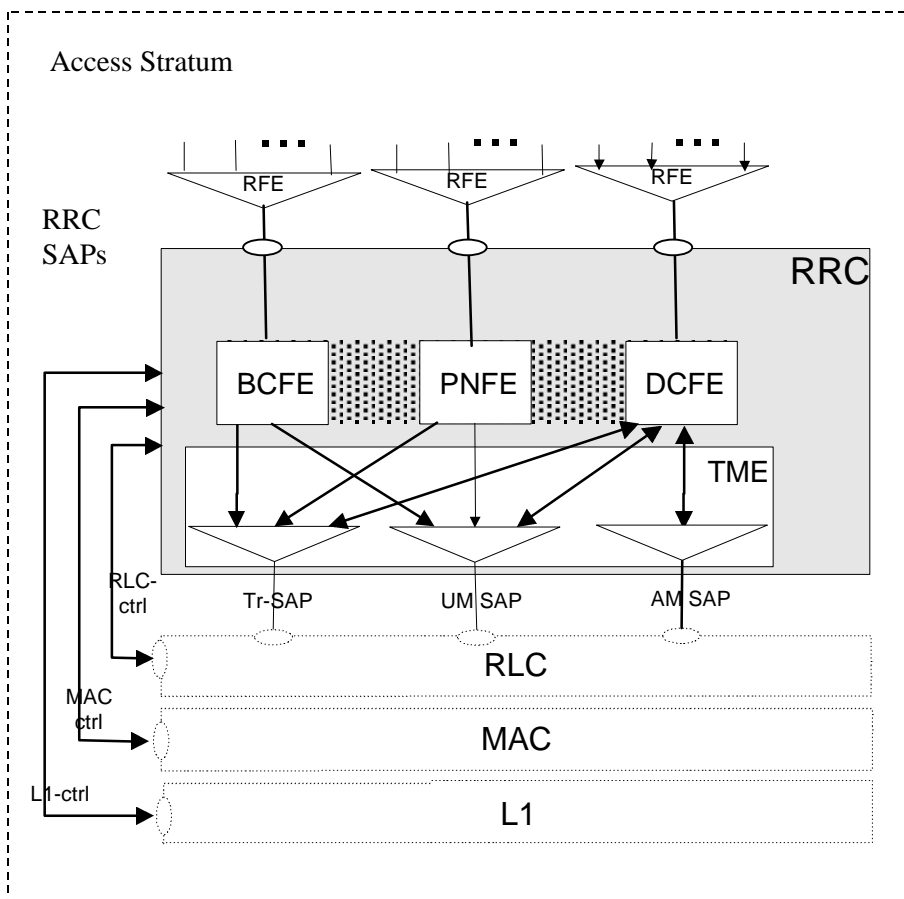 Access Stratum
RFE
RFE
RFE
RRC
SAPs
RRC
BCFE
PNFE
DCFE
TME
RLC-
ctrl
Tr-SAP
UM SAP
AM SAP
RLC
MAC
ctrl
MAC
L1-ctrl
L1